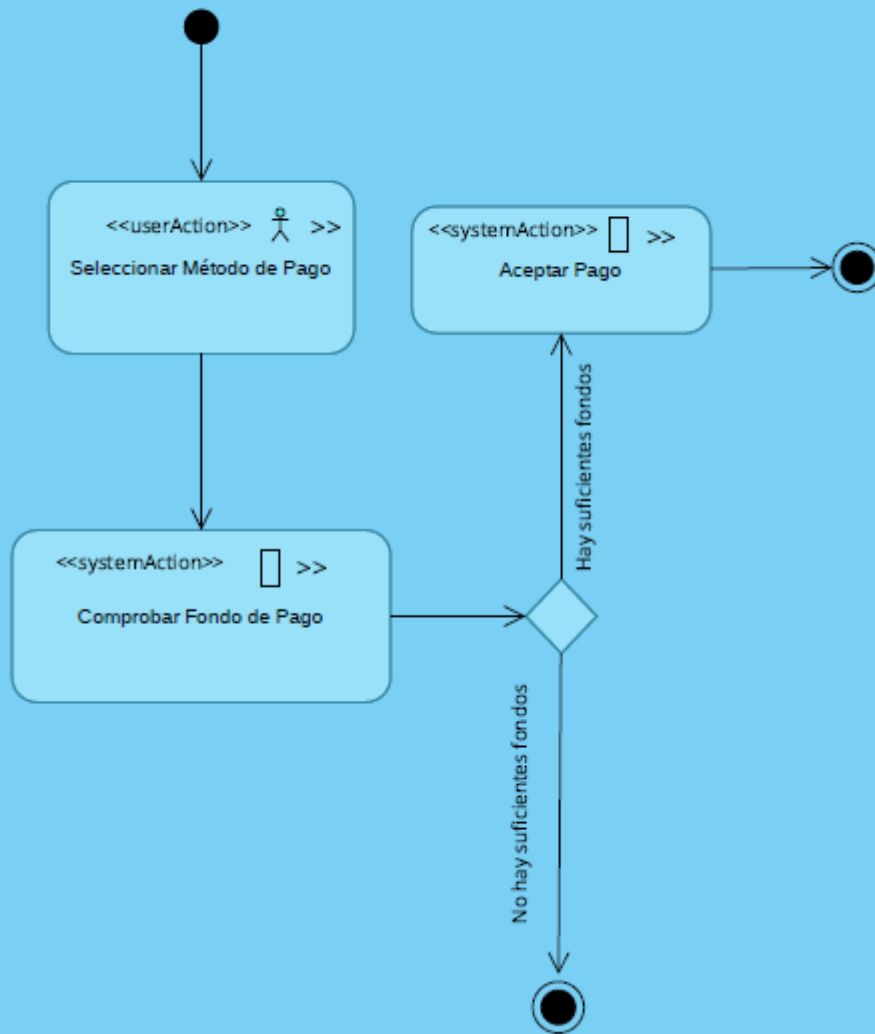 <<userAction>> >>
Seleccionar Método de Pago
<<systemAction>> >>
Aceptar Pago
<<systemAction>> >>
Comprobar Fondo de Pago
Hay suficientes fondos
No hay suficientes fondos